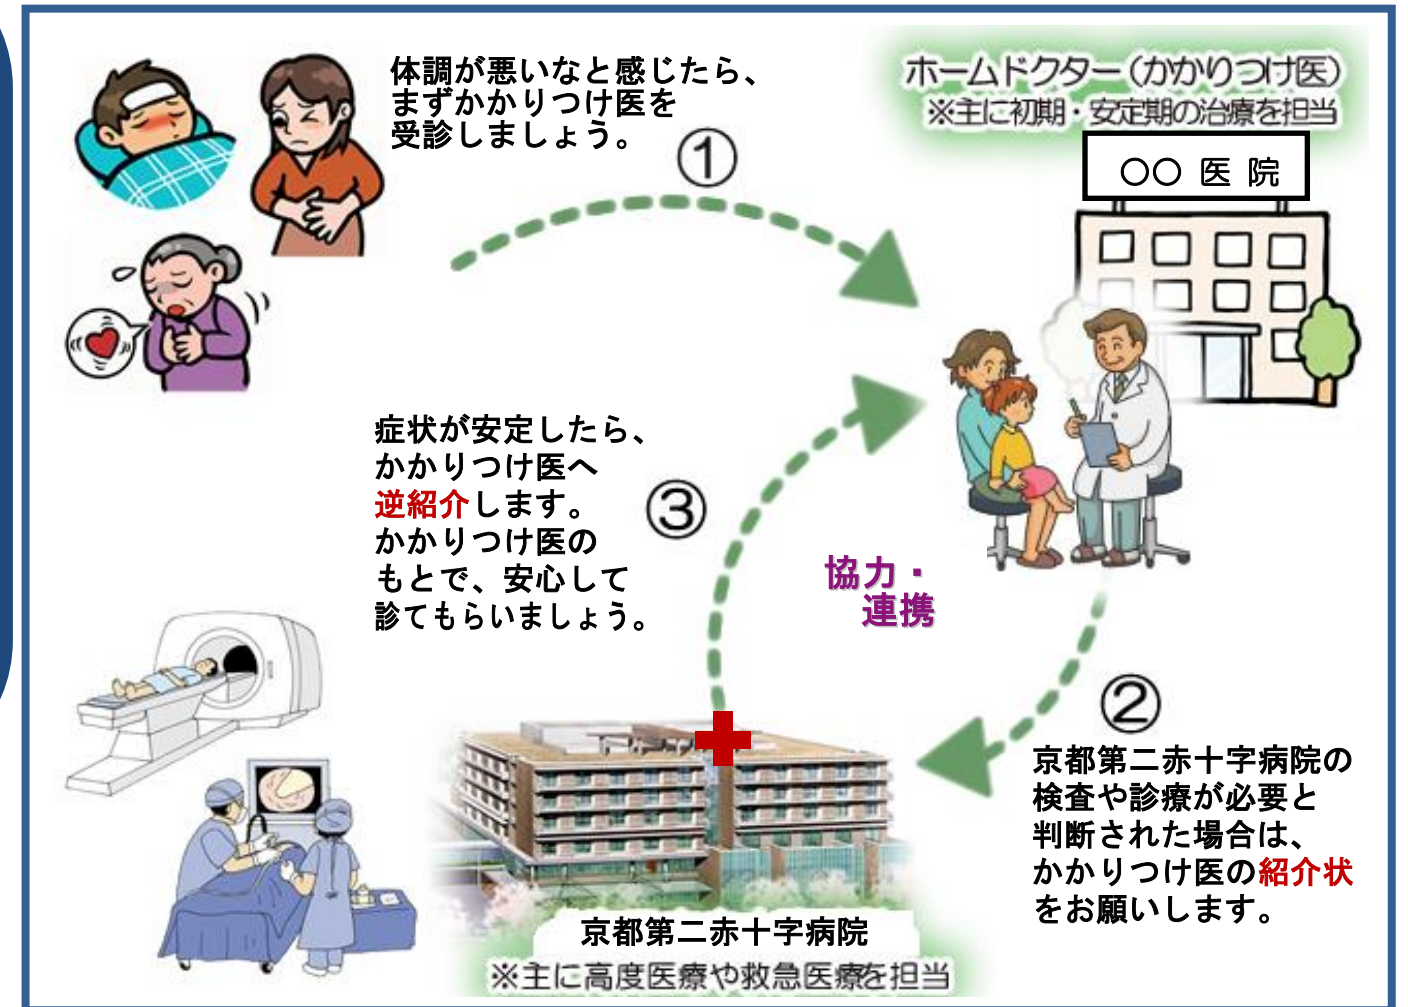 体調が悪いなと感じたら、
まずかかりつけ医を
受診しましょう。
①
ホームドクター(かかりつけ医)
※主に初期・安定期の治療を担当
○○ 医 院
症状が安定したら、
かかりつけ医へ
逆紹介します。
かかりつけ医の
もとで、安心して
診てもらいましょう。
③
協力・
連携
②
京都第二赤十字病院の
検査や診療が必要と
判断された場合は、
かかりつけ医の紹介状
をお願いします。
京都第二赤十字病院
※主に高度医療や救急医療を担当